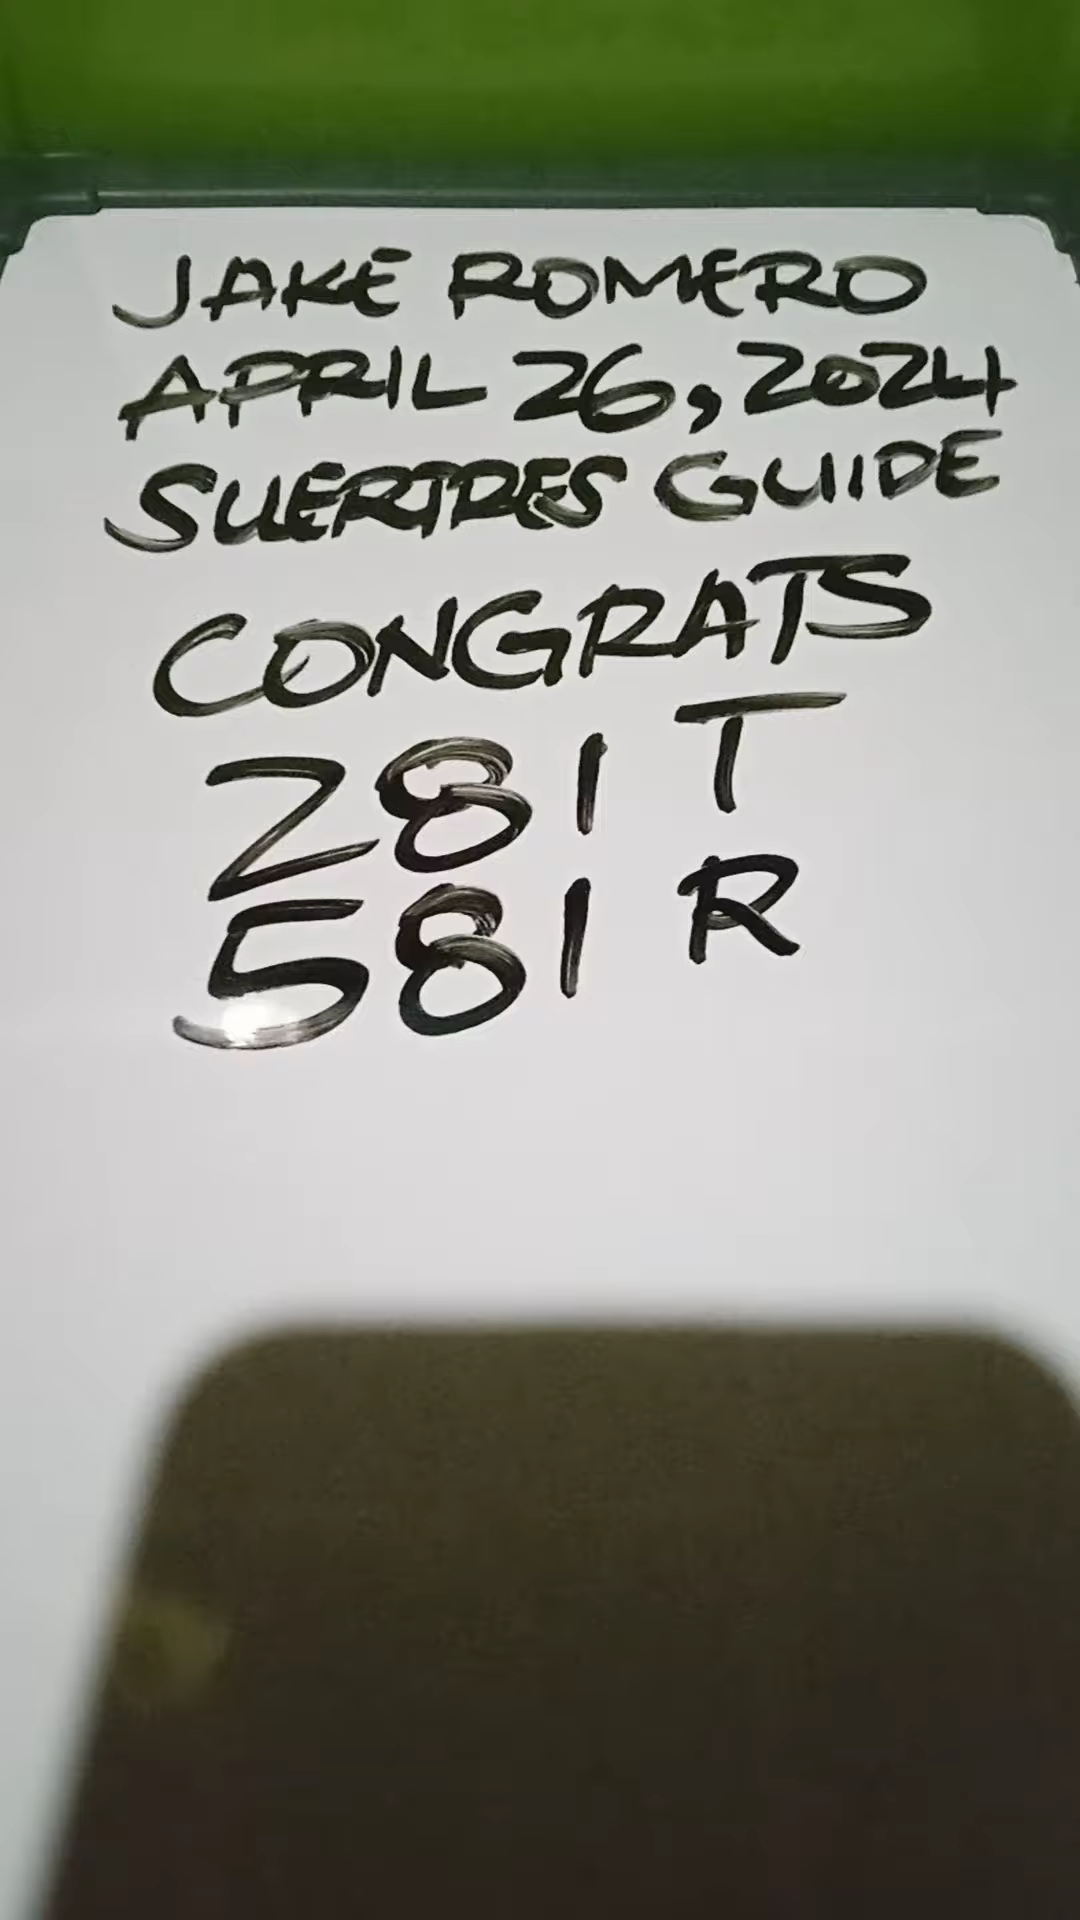 JAKE ROMERO
APRIL 26, 2024
SUERTRES GUIDE
CONGRATS
281 T
581 R